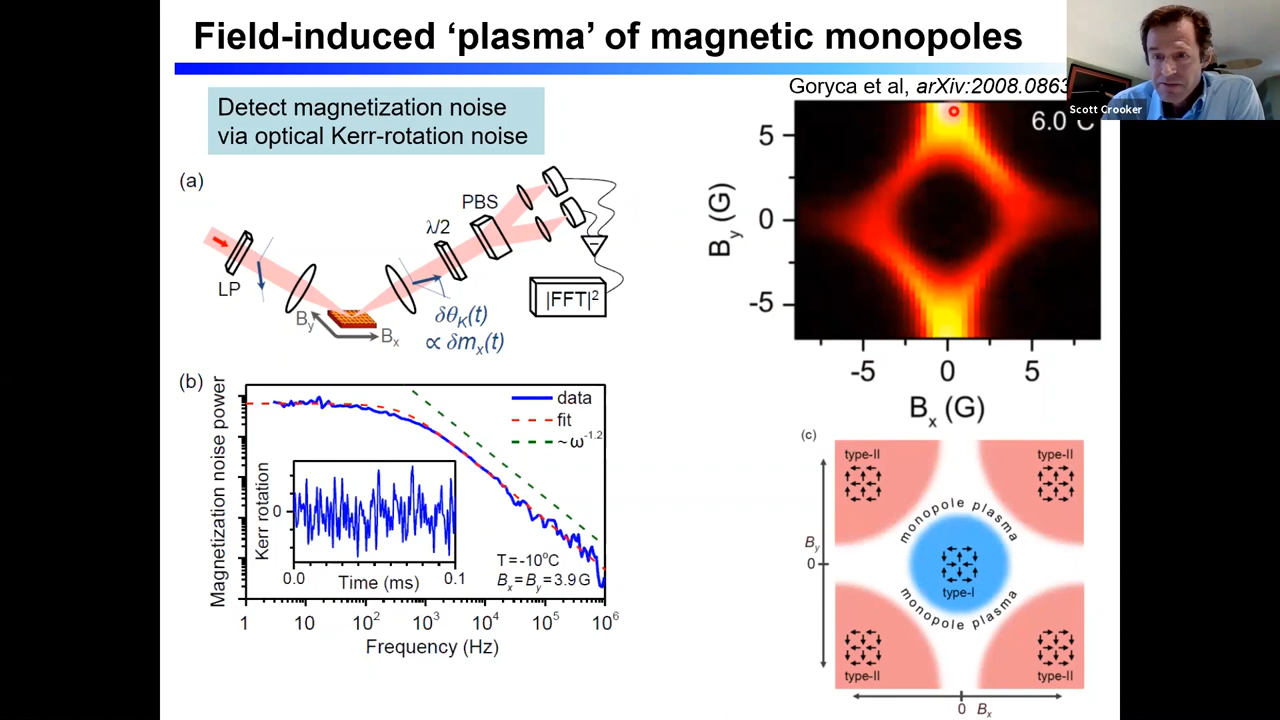 Field-induced ‘plasma’ of magnetic monopoles
Goryca et al, arXiv:2008.0863
Scott Crooker
Detect magnetization noise
via optical Kerr-rotation noise
(a)
LP
λ/2
PBS
|FFT|²
By
Bx
δθK(t)
∝ δmx(t)
(b)
Magnetization noise power
data
fit
~ω-1.2
Kerr rotation
0
0.0
Time (ms)
0.1
T = -10°C
Bx = By = 3.9 G
1
10
10²
10³
10⁴
10⁵
10⁶
Frequency (Hz)
6.0 C
By (G)
5
0
-5
-5
0
5
Bx (G)
(c)
type-II
type-II
monopole plasma
By
0
type-I
monopole plasma
type-II
type-II
0
Bx